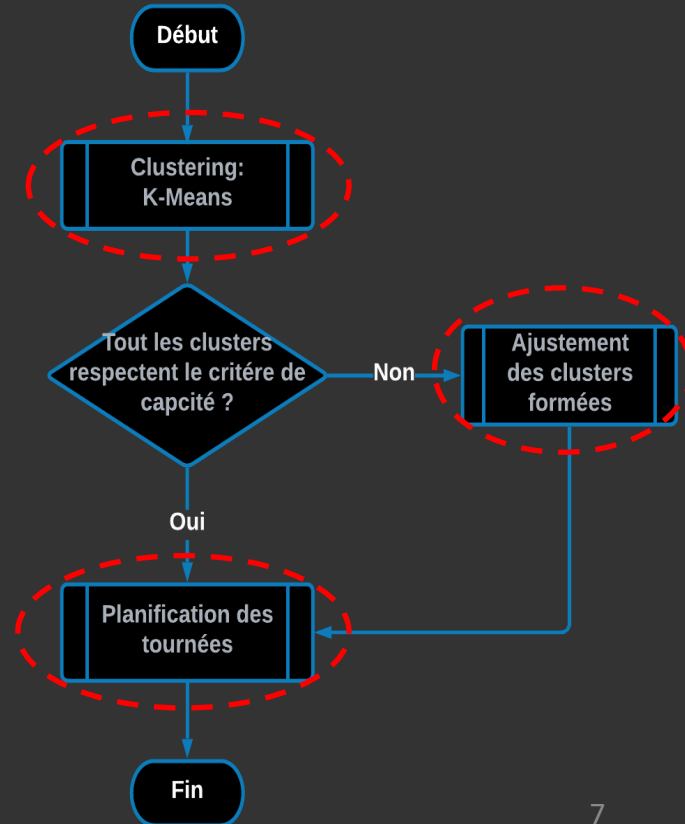 Début
Clustering:
K-Means
Tout les clusters
respectent le critére de
capcité ?
Non
Ajustement
des clusters
formées
Oui
Planification des
tournées
Fin
7